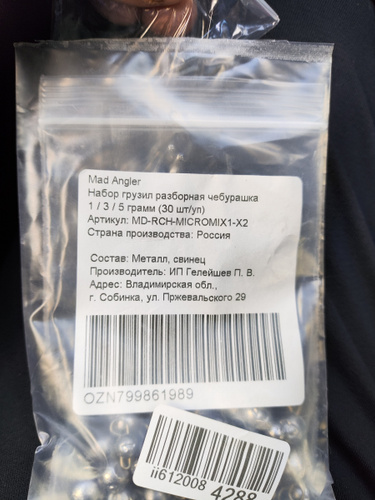 Mad Angler
Набор грузил разборная чебурашка
1 / 3 / 5 грамм (30 шт/уп)
Артикул: MD-RCH-MICROMIX1-X2
Страна производства: Россия
Состав: Металл, свинец
Производитель: ИП Гелейшев П. В.
Адрес: Владимирская обл.,
г. Собинка, ул. Пржевальского 29
OZN799861989
ii612008 4288